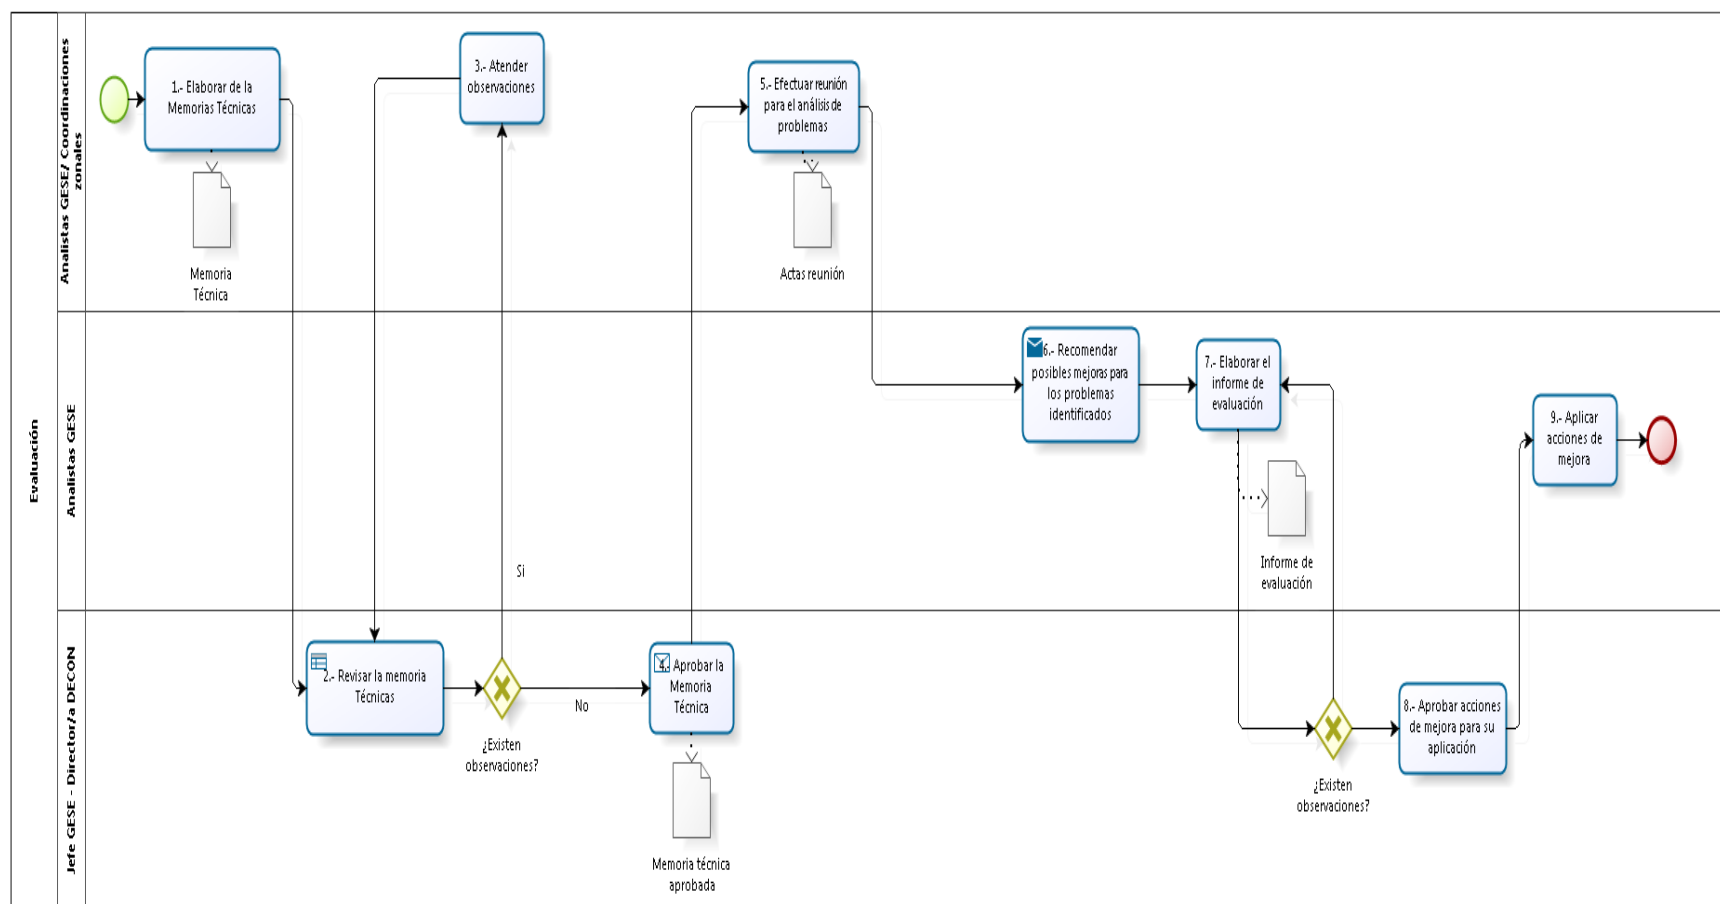 Evaluación
Analistas GESE/ Coordinaciones
zonales
1.- Elaborar de la
Memorias Técnicas
Memoria
Técnica
3.- Atender
observaciones
5.- Efectuar reunión
para el análisis de
problemas
Actas reunión
Analistas GESE
6.- Recomendar
posibles mejoras para
los problemas
identificados
7.- Elaborar el
informe de
evaluación
Informe de
evaluación
9.- Aplicar
acciones de
mejora
Si
Jefe GESE - Director/a DECON
2.- Revisar la memoria
Técnicas
¿Existen
observaciones?
No
4.- Aprobar la
Memoria
Técnica
Memoria técnica
aprobada
¿Existen
observaciones?
8.- Aprobar acciones
de mejora para su
aplicación